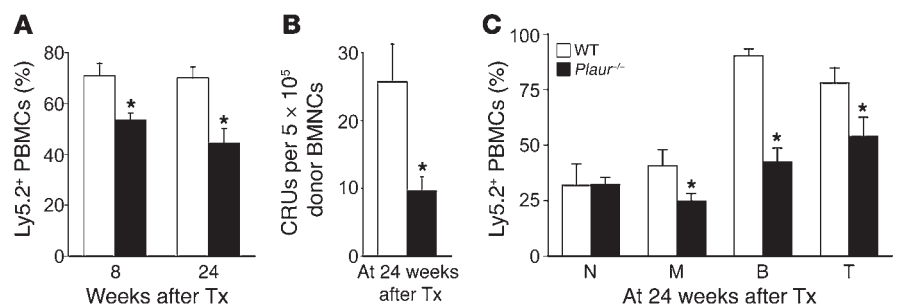 A
Ly5.2⁺ PBMCs (%)
80
60
40
20
0
*
*
8
24
Weeks after Tx
B
CRUs per 5 × 10⁵
donor BMNCs
30
20
10
0
*
At 24 weeks
after Tx
C
Ly5.2⁺ PBMCs (%)
100
75
50
25
0
WT
Plaur⁻/⁻
*
*
*
N
M
B
T
At 24 weeks after Tx